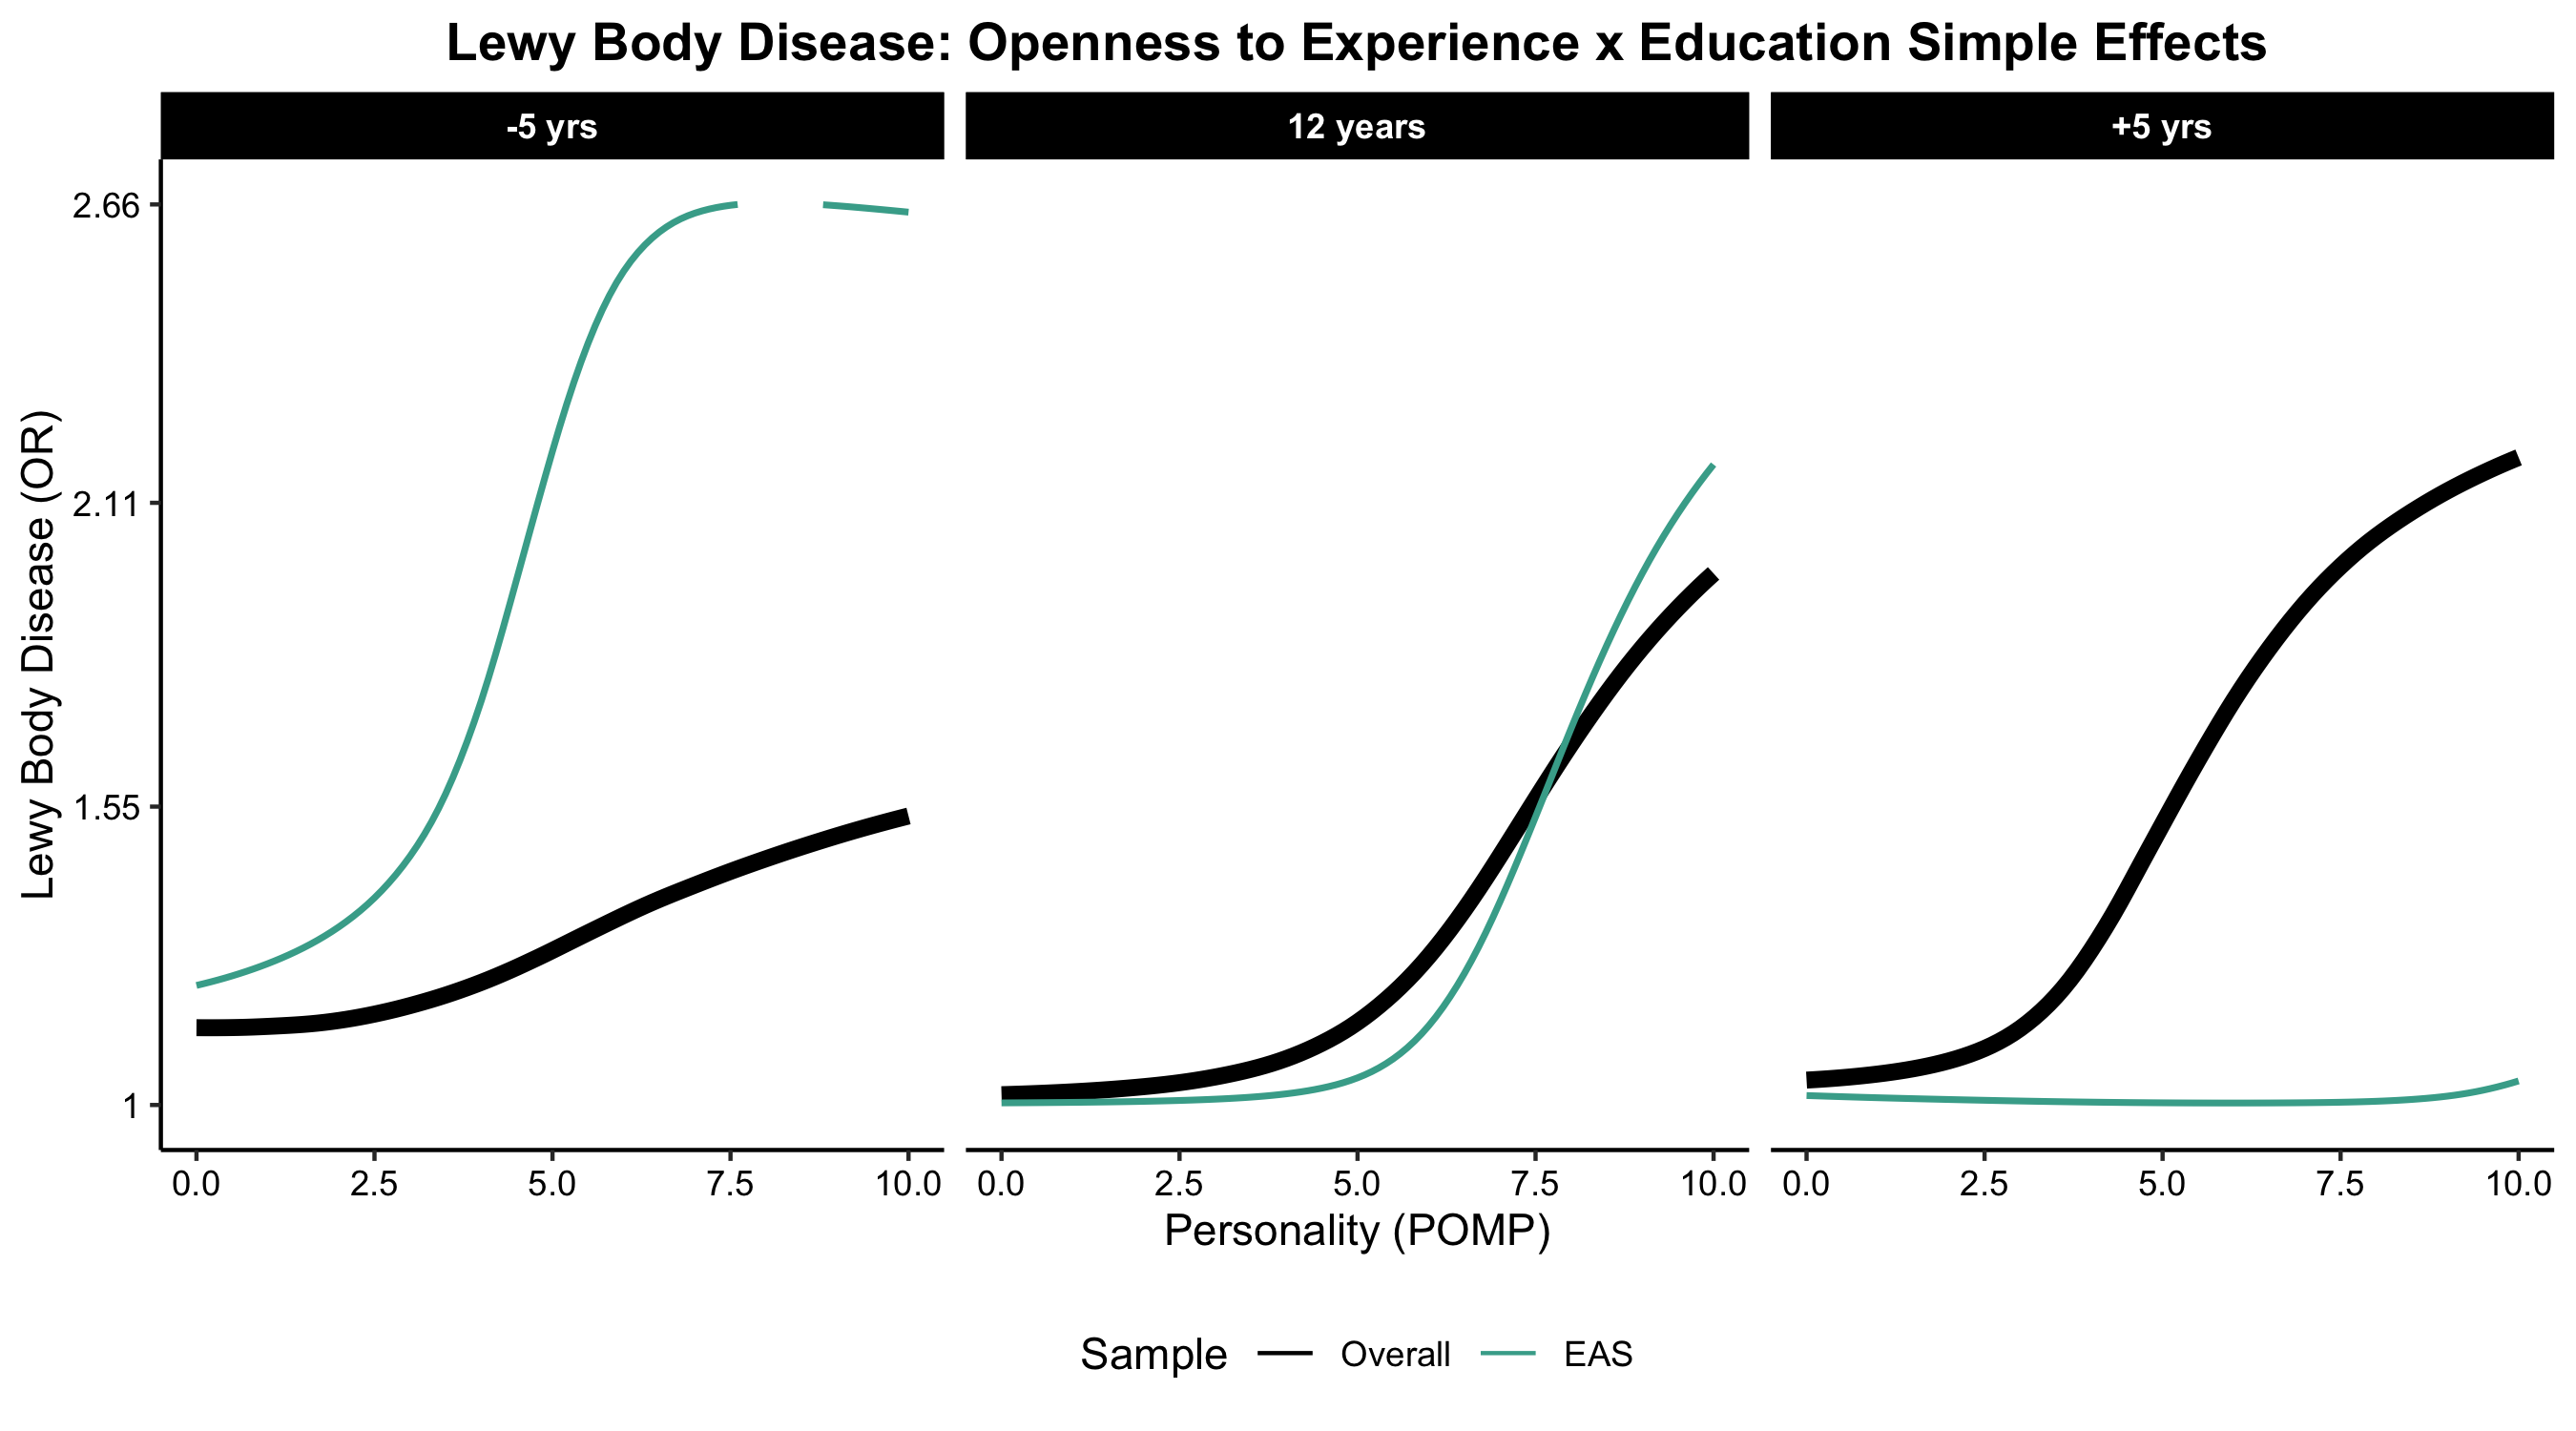 Lewy Body Disease: Openness to Experience x Education Simple Effects
-5 yrs
12 years
+5 yrs
Lewy Body Disease (OR)
2.66
2.11
1.55
1
0.0 2.5 5.0 7.5 10.0
0.0 2.5 5.0 7.5 10.0
0.0 2.5 5.0 7.5 10.0
Personality (POMP)
Sample Overall EAS